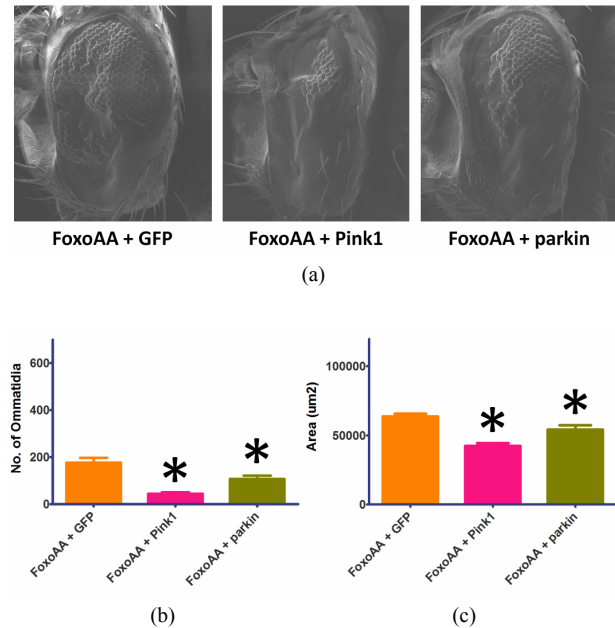 FoxoAA + GFP
FoxoAA + Pink1
FoxoAA + parkin
(a)
No. of Ommatidia
600
400
200
0
*
*
FoxoAA + GFP
FoxoAA + Pink1
FoxoAA + parkin
(b)
Area (um2)
100000
50000
0
*
*
FoxoAA + GFP
FoxoAA + Pink1
FoxoAA + parkin
(c)